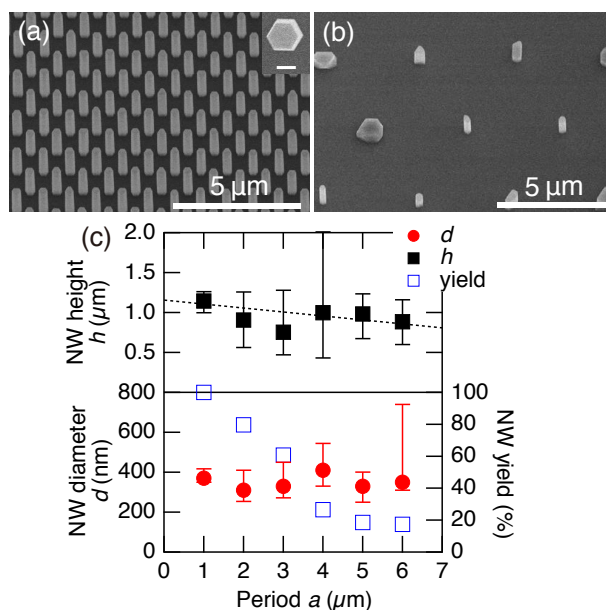 (a)
5 μm
(b)
5 μm
(c)
d
h
yield
NW height
h (μm)
2.0
1.5
1.0
0.5
NW diameter
d (nm)
800
600
400
200
0
100
80
60
40
20
0
NW yield (%)
0 1 2 3 4 5 6 7
Period a (μm)